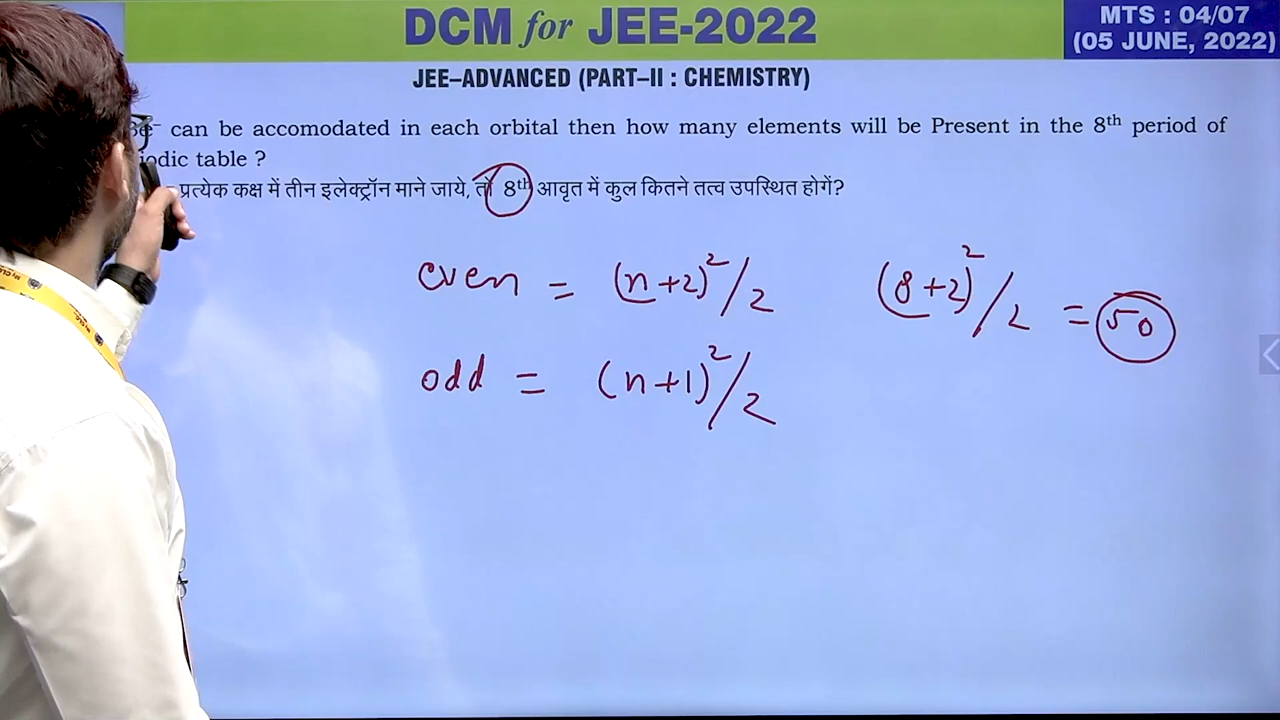 DCM for JEE-2022
MTS : 04/07
(05 JUNE, 2022)
JEE–ADVANCED (PART–II : CHEMISTRY)
3e⁻ can be accomodated in each orbital then how many elements will be Present in the 8th period of
iodic table ?
प्रत्येक कक्ष में तीन इलेक्ट्रॉन माने जाये, तो 8th आवृत में कुल कितने तत्व उपस्थित होगें?
even = (n+2)²/2 (8+2)²/2 = 50
odd = (n+1)²/2